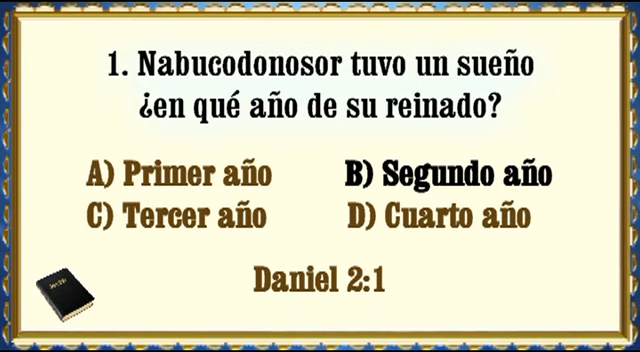 1. Nabucodonosor tuvo un sueño
¿en qué año de su reinado?
A) Primer año B) Segundo año
C) Tercer año D) Cuarto año
Daniel 2:1